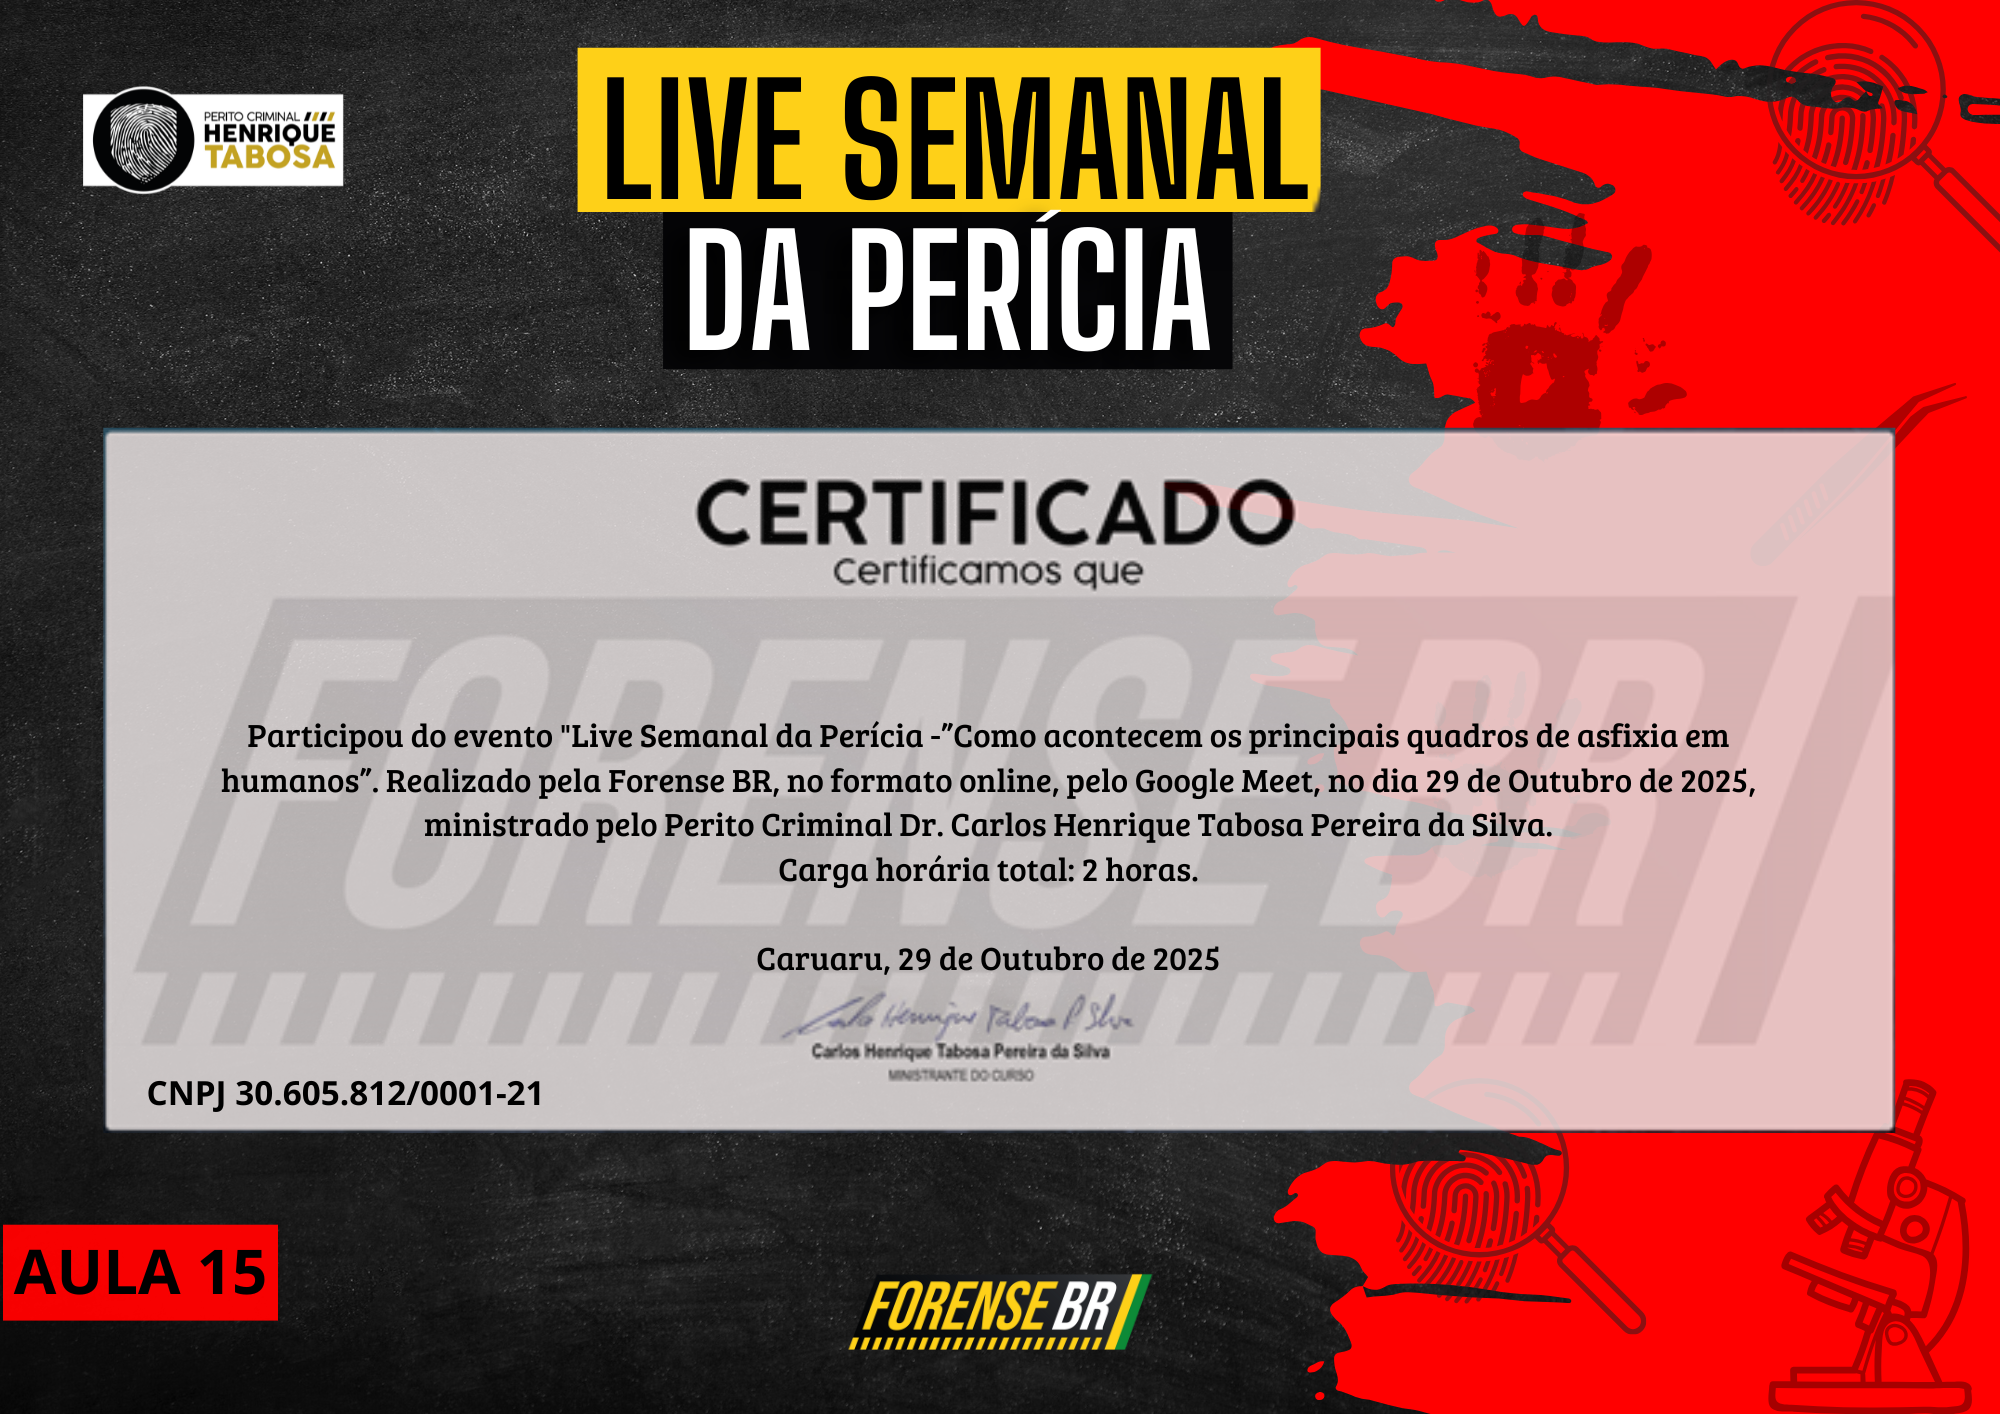 PERITO CRIMINAL
HENRIQUE
TABOSA
LIVE SEMANAL
DA PERÍCIA
CERTIFICADO
Certificamos que
FORENSE BR
Participou do evento "Live Semanal da Perícia -”Como acontecem os principais quadros de asfixia em
humanos”. Realizado pela Forense BR, no formato online, pelo Google Meet, no dia 29 de Outubro de 2025,
ministrado pelo Perito Criminal Dr. Carlos Henrique Tabosa Pereira da Silva.
Carga horária total: 2 horas.
Caruaru, 29 de Outubro de 2025
Carlos Henrique Tabosa P Silva
Carlos Henrique Tabosa Pereira da Silva
MINISTRANTE DO CURSO
CNPJ 30.605.812/0001-21
AULA 15
FORENSE BR